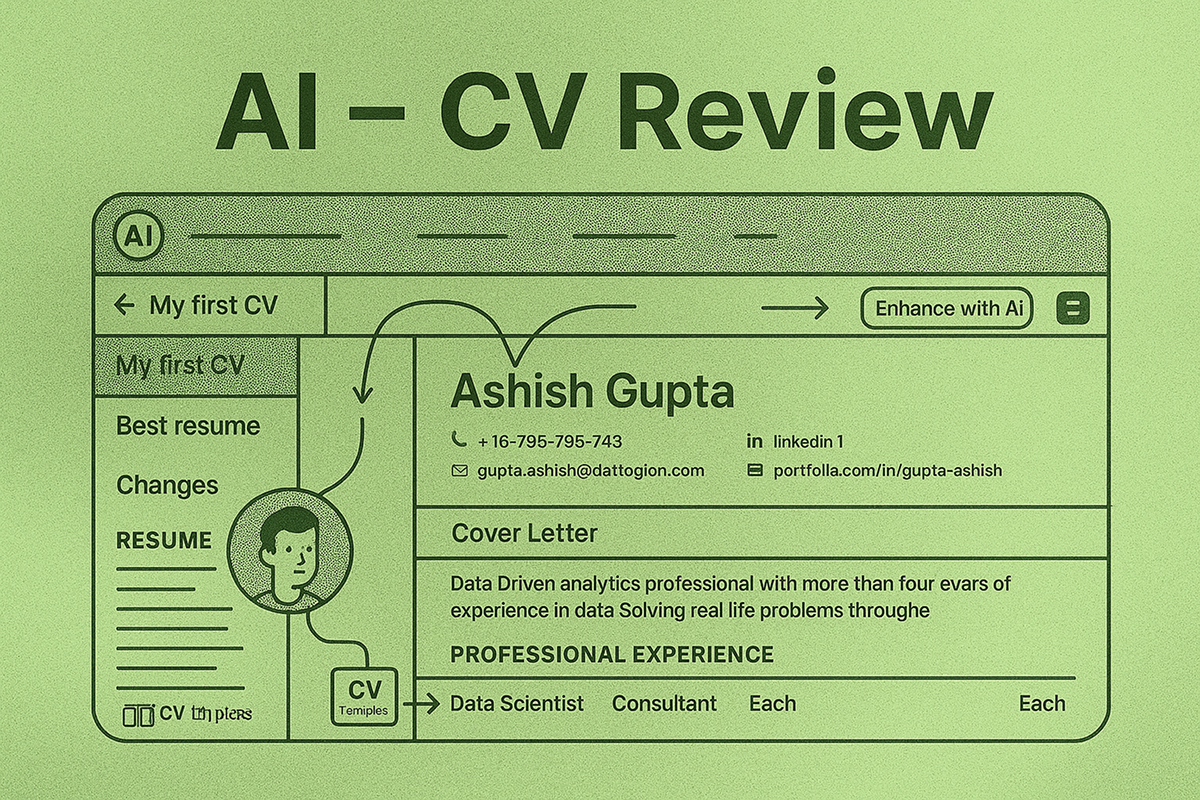 AI – CV Review
AI
← My first CV
Enhance with Ai
My first CV
Best resume
Changes
RESUME
CV
CV
Temiples
Ashish Gupta
+ 16-795-795-743
in linkedin 1
gupta.ashish@dattogion.com
portfolla.com/in/gupta-ashish
Cover Letter
Data Driven analytics professional with more than four evars of
experience in data Solving real life problems throughe
PROFESSIONAL EXPERIENCE
Data Scientist Consultant Each Each